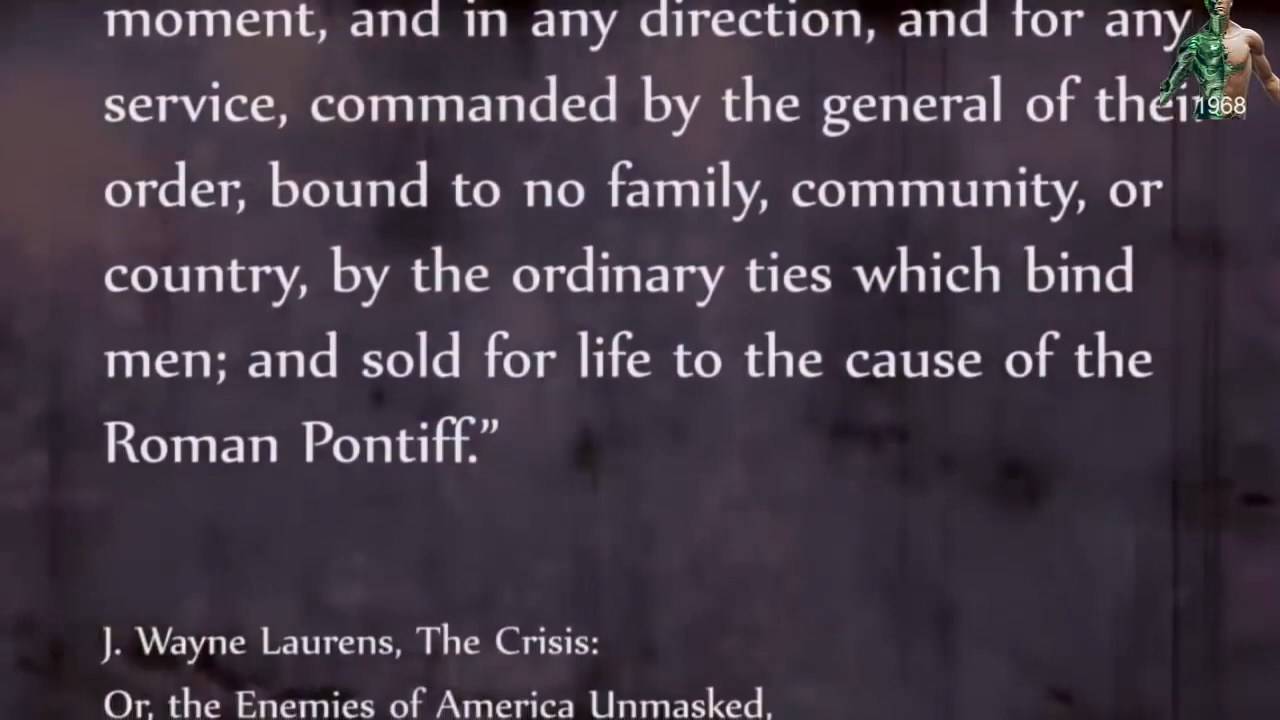 moment, and in any direction, and for any
service, commanded by the general of their
1968
order, bound to no family, community, or
country, by the ordinary ties which bind
men; and sold for life to the cause of the
Roman Pontiff.”
J. Wayne Laurens, The Crisis:
Or, the Enemies of America Unmasked,